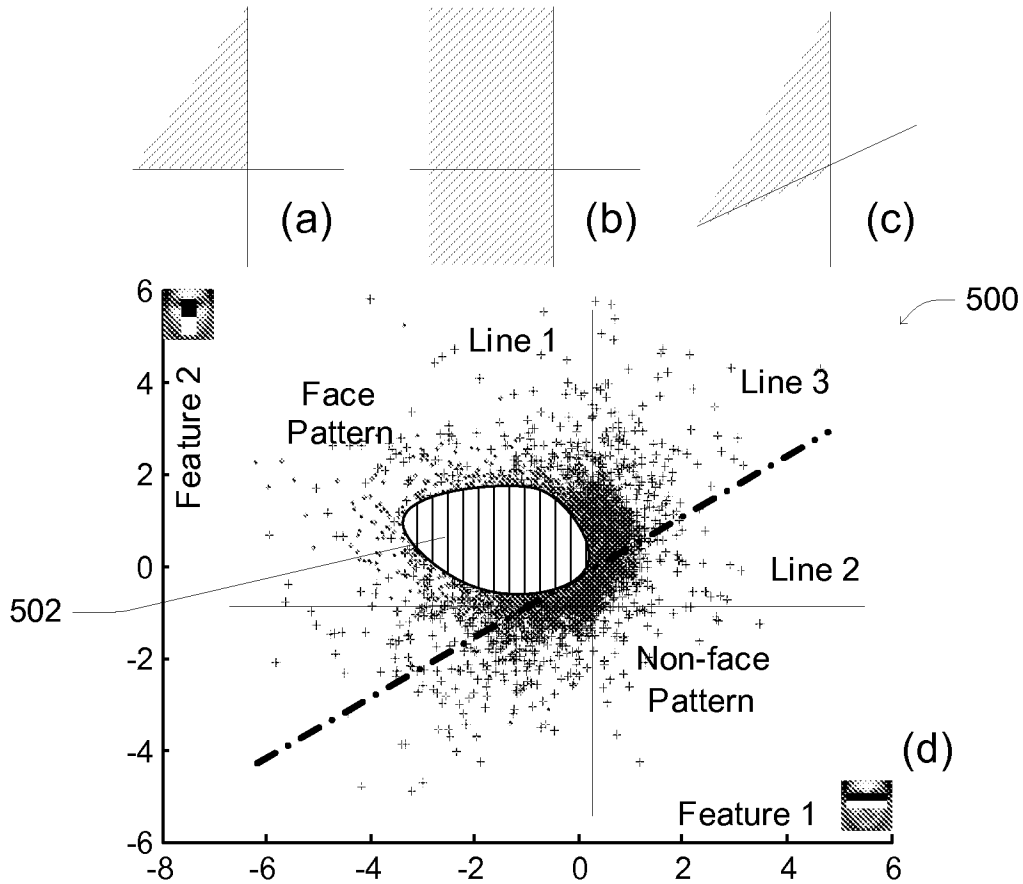 (a)
(b)
(c)
500
6
4
2
0
-2
-4
-6
Feature 2
Line 1
Line 3
Face
Pattern
Line 2
502
Non-face
Pattern
(d)
Feature 1
-8
-6
-4
-2
0
2
4
6